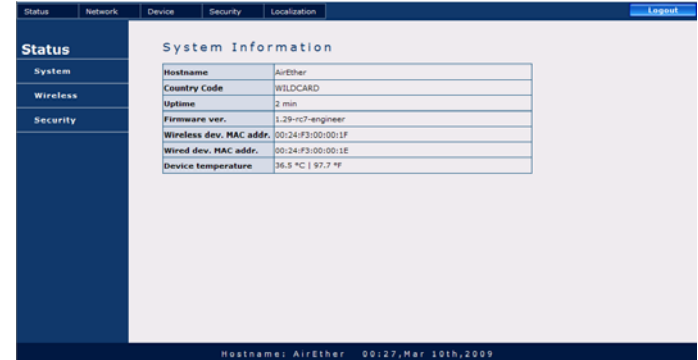 Status Network Device Security Localization Logout
Status
System
Wireless
Security
System Information
Hostname AirEther
Country Code WILDCARD
Uptime 2 min
Firmware ver. 1.29-rc7-engineer
Wireless dev. MAC addr. 00:24:F3:00:00:1F
Wired dev. MAC addr. 00:24:F3:00:00:1E
Device temperature 36.5 °C | 97.7 °F
Hostname: AirEther 00:27,Mar 10th,2009